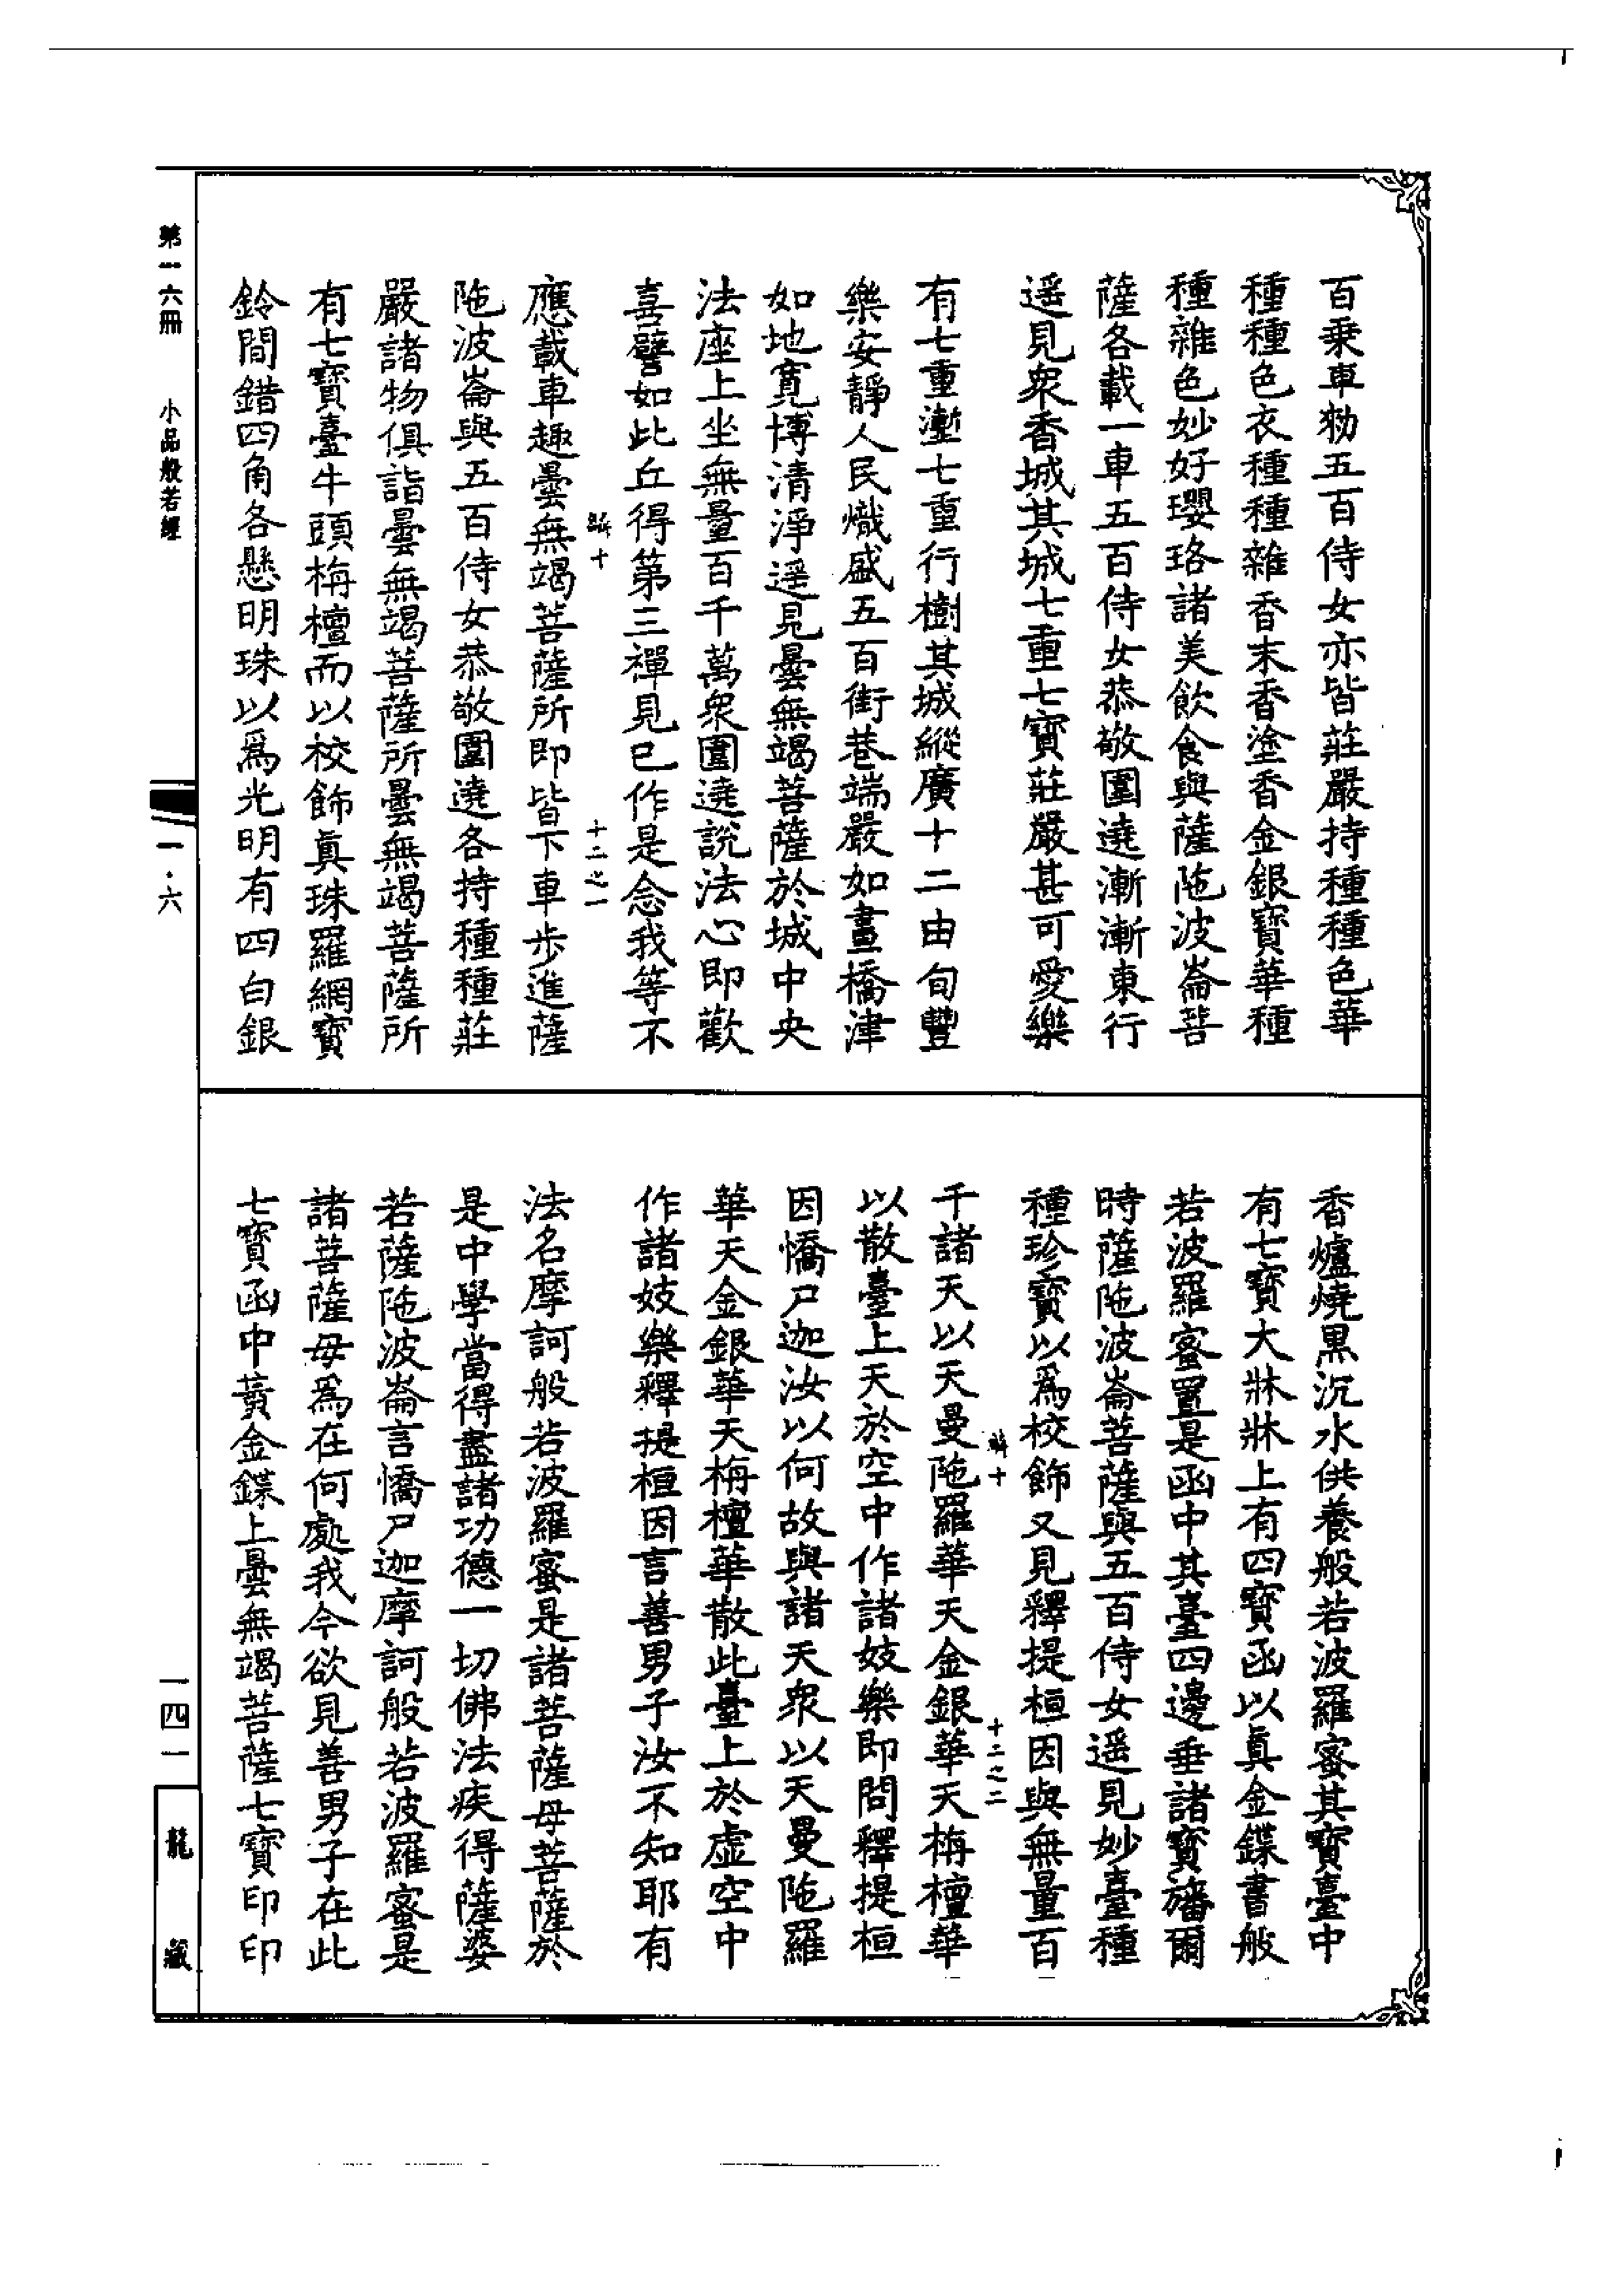 百乗車勑五百侍女亦皆莊嚴持種種色華
種種色衣種種雜香末香塗香金銀寶華種
種雜色妙好瓔珞諸美飲食與薩陁波崙菩
薩各載一車五百侍女恭敬圍遶漸漸東行
遥見衆香城其城七重七寶莊嚴甚可愛樂
有七重壍七重行樹其城縱廣十二由旬豐
樂安靜人民熾盛五百街巷端嚴如畫橋津
如地寬博清淨遥見曇無竭菩薩於城中央
法座上坐無量百千萬衆圍遶說法心即歡
喜譬如比丘得第三禪見已作是念我等不
十二之一
應載車趣曇無竭菩薩所即皆下車步進薩
陁波崙與五百侍女恭敬圍遶各持種種莊
嚴諸物俱詣曇無竭菩薩所曇無竭菩薩所
有七寶臺牛頭栴檀而以校飾真珠羅網寶
鈴間錯四角各懸明珠以爲光明有四白銀
香爐燒黒沉水供養般若波羅蜜其寶臺中
有七寶大牀牀上有四寶函以真金鍱書般
若波羅蜜置是函中其臺四邊垂諸寶旛爾
時薩陁波崙菩薩與五百侍女遥見妙臺種
種珍寶以爲校飾又見釋提桓因與無量百
十二之二
千諸天以天曼陁羅華天金銀華天栴檀華
以散臺上天於空中作諸妓樂即問釋提桓
因憍尸迦汝以何故與諸天衆以天曼陁羅
華天金銀華天栴檀華散此臺上於虚空中
作諸妓樂釋提桓因言善男子汝不知耶有
法名摩訶般若波羅蜜是諸菩薩母菩薩於
是中學當得盡諸功德一切佛法疾得薩婆
若薩陁波崙言憍尸迦摩訶般若波羅蜜是
諸菩薩母爲在何處我今欲見善男子在此
七寶函中黄金鍱上曇無竭菩薩七寶印印
第一六冊 小品般若經
一·六
一四一
龍藏